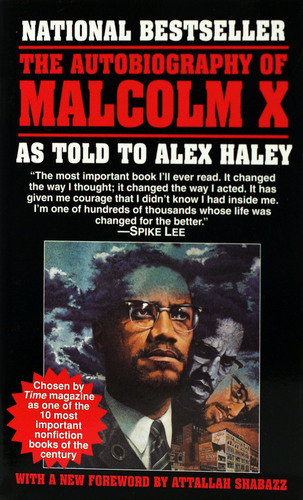 NATIONAL BESTSELLER
THE AUTOBIOGRAPHY OF
MALCOLM X
AS TOLD TO ALEX HALEY
“The most important book I'll ever read. It changed
the way I thought; it changed the way I acted. It has
given me courage that I didn't know I had inside me.
I'm one of hundreds of thousands whose life was
changed for the better.”
—SPIKE LEE
Chosen by
Time magazine
as one of the
10 most
important
nonfiction
books of the
century
WITH A NEW FOREWORD BY ATTALLAH SHABAZZ